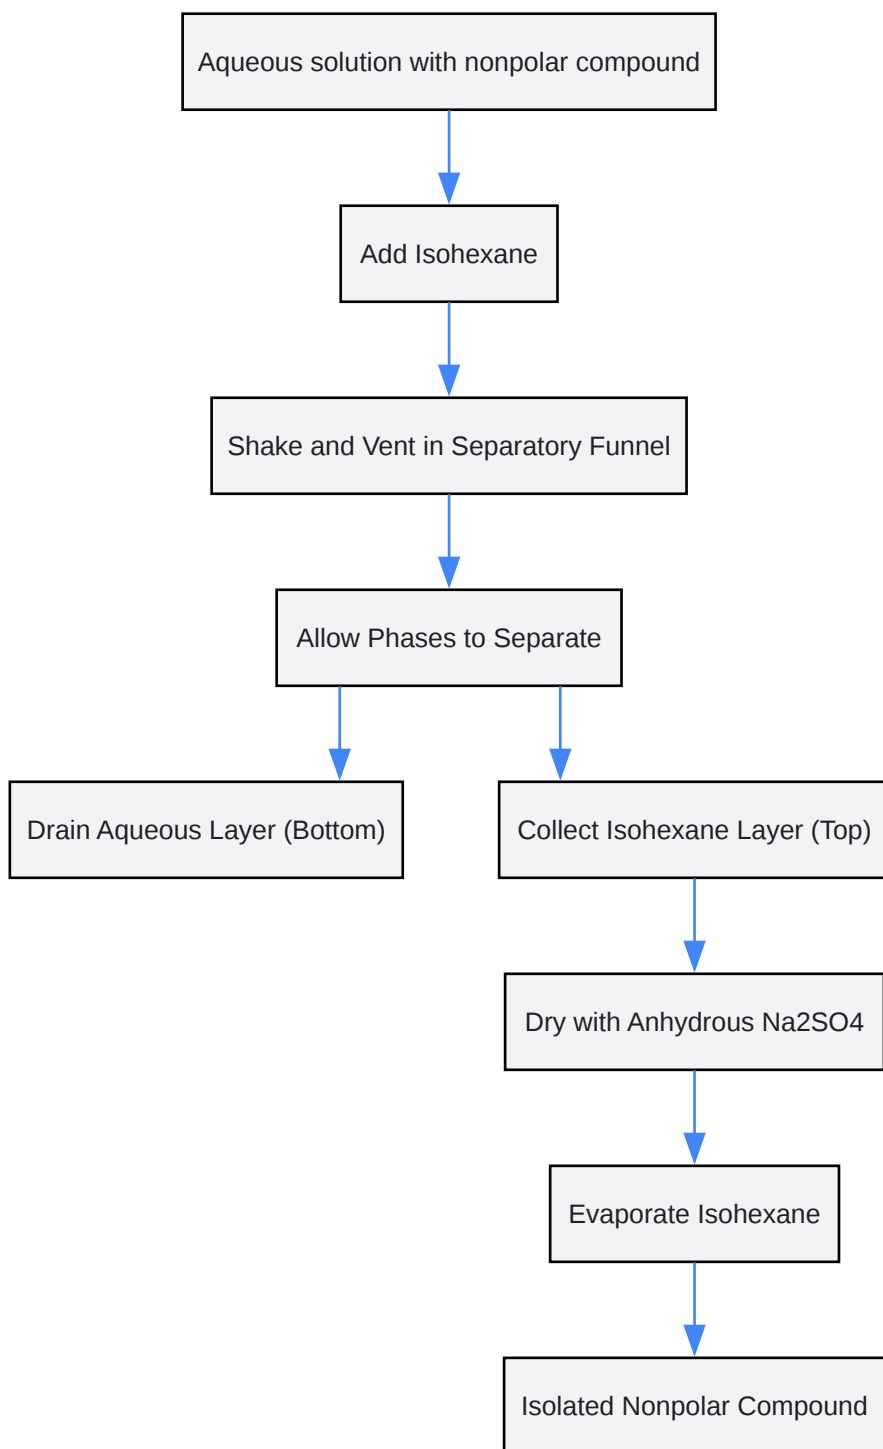 Aqueous solution with nonpolar compound
Add Isohexane
Shake and Vent in Separatory Funnel
Allow Phases to Separate
Drain Aqueous Layer (Bottom)
Collect Isohexane Layer (Top)
Dry with Anhydrous Na2SO4
Evaporate Isohexane
Isolated Nonpolar Compound